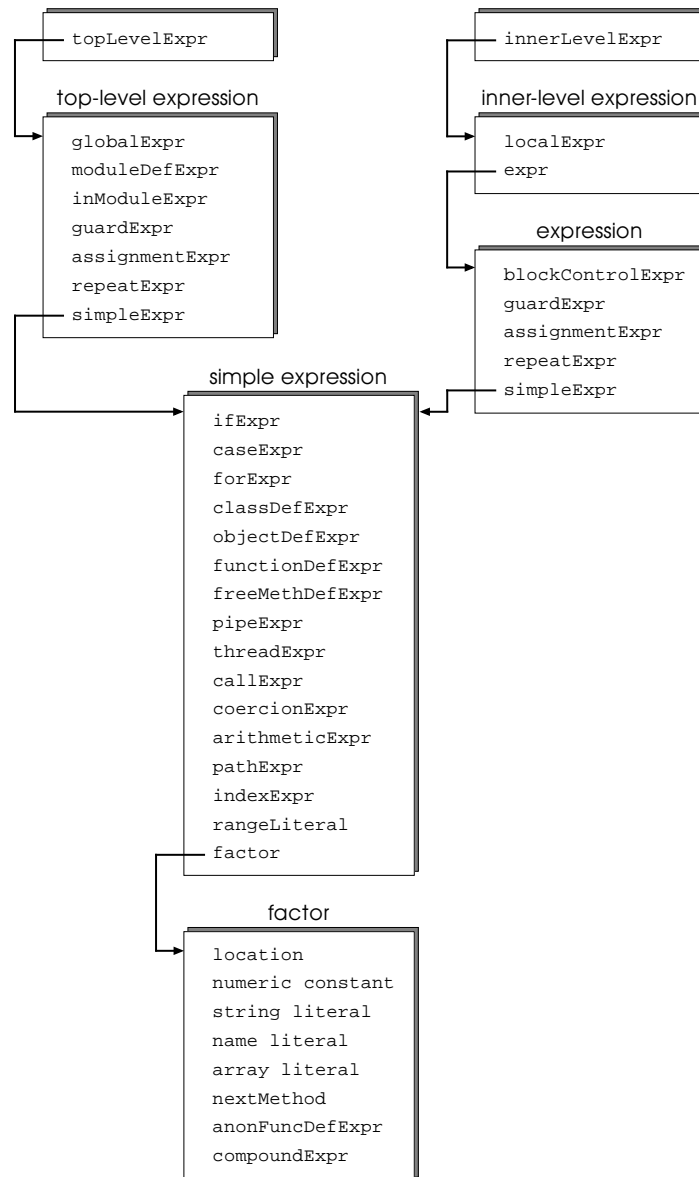 topLevelExpr
top-level expression
globalExpr
moduleDefExpr
inModuleExpr
guardExpr
assignmentExpr
repeatExpr
simpleExpr
innerLevelExpr
inner-level expression
localExpr
expr
expression
blockControlExpr
guardExpr
assignmentExpr
repeatExpr
simpleExpr
simple expression
ifExpr
caseExpr
forExpr
classDefExpr
objectDefExpr
functionDefExpr
freeMethDefExpr
pipeExpr
threadExpr
callExpr
coercionExpr
arithmeticExpr
pathExpr
indexExpr
rangeLiteral
factor
factor
location
numeric constant
string literal
name literal
array literal
nextMethod
anonFuncDefExpr
compoundExpr